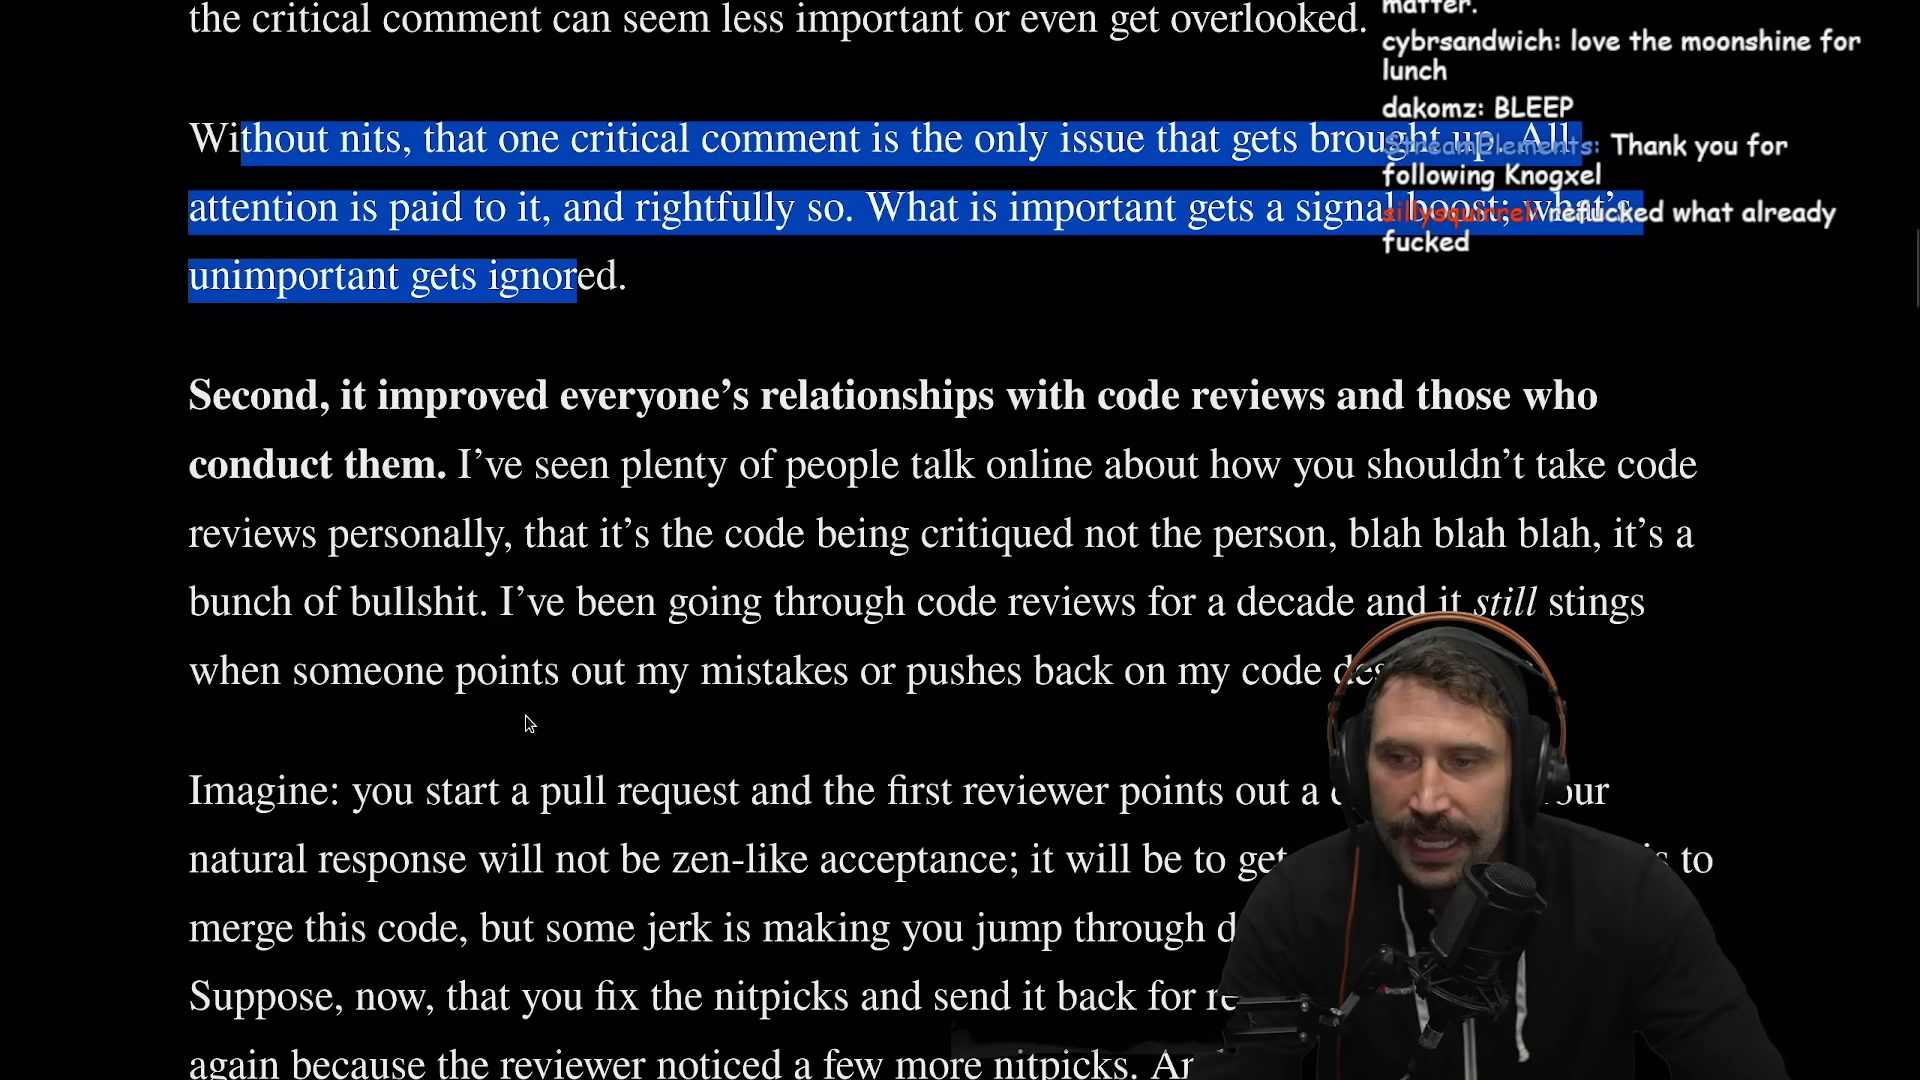 the critical comment can seem less important or even get overlooked.
matter.
cybrsandwich: love the moonshine for
lunch
dakomz: BLEEP
StreamElements: Thank you for
following Knogxel
sillysquirrel: refucked what already
fucked
Without nits, that one critical comment is the only issue that gets brought up. All
attention is paid to it, and rightfully so. What is important gets a signal boost; what’s
unimportant gets ignored.
Second, it improved everyone’s relationships with code reviews and those who
conduct them. I’ve seen plenty of people talk online about how you shouldn’t take code
reviews personally, that it’s the code being critiqued not the person, blah blah blah, it’s a
bunch of bullshit. I’ve been going through code reviews for a decade and it still stings
when someone points out my mistakes or pushes back on my code
Imagine: you start a pull request and the first reviewer points out a
natural response will not be zen-like acceptance; it will be to get to
merge this code, but some jerk is making you jump through
Suppose, now, that you fix the nitpicks and send it back for
again because the reviewer noticed a few more nitpicks.